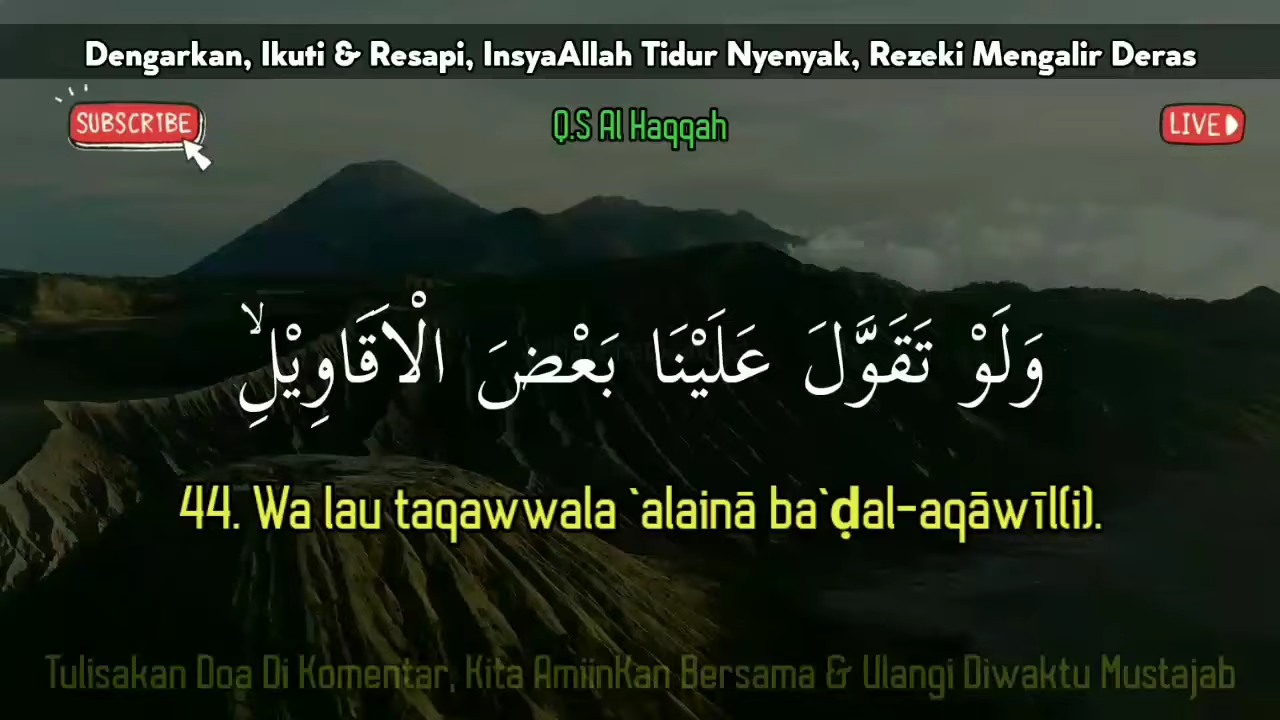 Dengarkan, Ikuti & Resapi, InsyaAllah Tidur Nyenyak, Rezeki Mengalir Deras
SUBSCRIBE
Q.S Al Haqqah
LIVE
وَلَوْ تَقَوَّلَ عَلَيْنَا بَعْضَ الْاَقَاوِيْلِۙ
44. Wa lau taqawwala `alainā ba`ḍal-aqāwīl(i).
Tulisakan Doa Di Komentar, Kita AmiinKan Bersama & Ulangi Diwaktu Mustajab